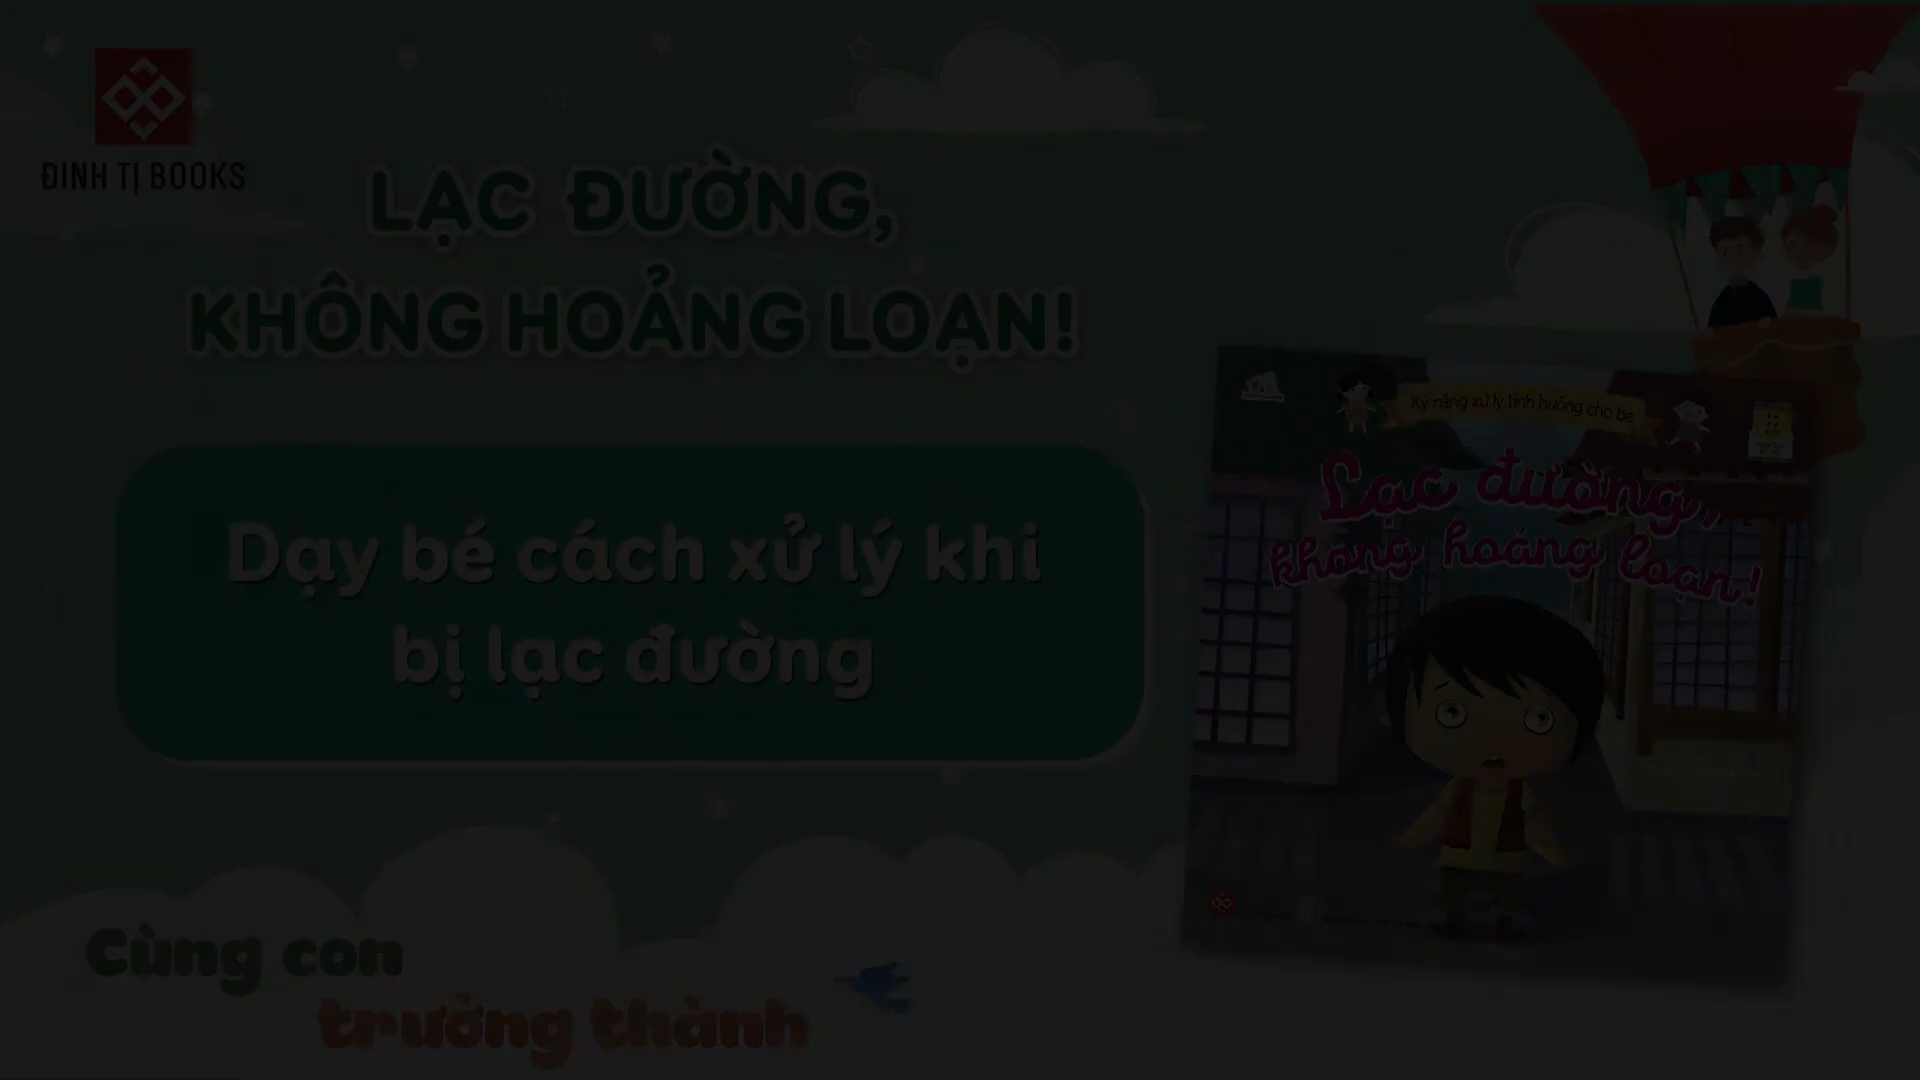 ĐINH TỊ BOOKS
LẠC ĐƯỜNG,
KHÔNG HOẢNG LOẠN!
Dạy bé cách xử lý khi
bị lạc đường
Kỹ năng xử lý tình huống cho bé
Lạc đường,
không hoảng loạn!
Cùng con
trưởng thành